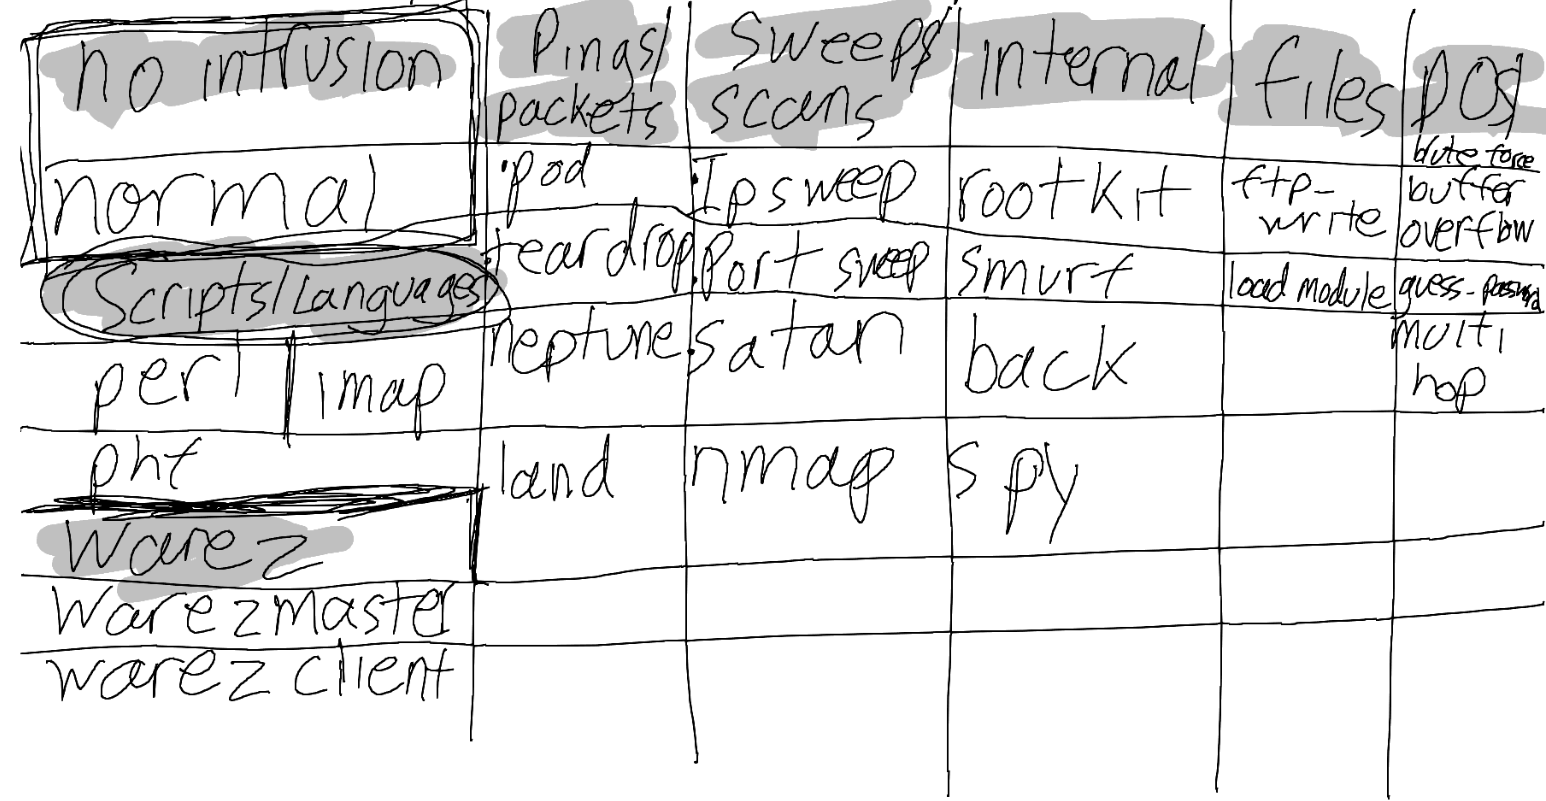 no intrusion
Pings/
packets
Sweeps/
scans
internal
files
DOS
brute force
normal
pod
Ipsweep
rootkit
ftp-
write
buffer
overflow
Scripts/Languages
teardrop
Port sweep
smurf
load module
guess-passwd
perl
imap
neptune
satan
back
multi
hop
phf
land
nmap
spy
Warez
Warezmaster
warez client